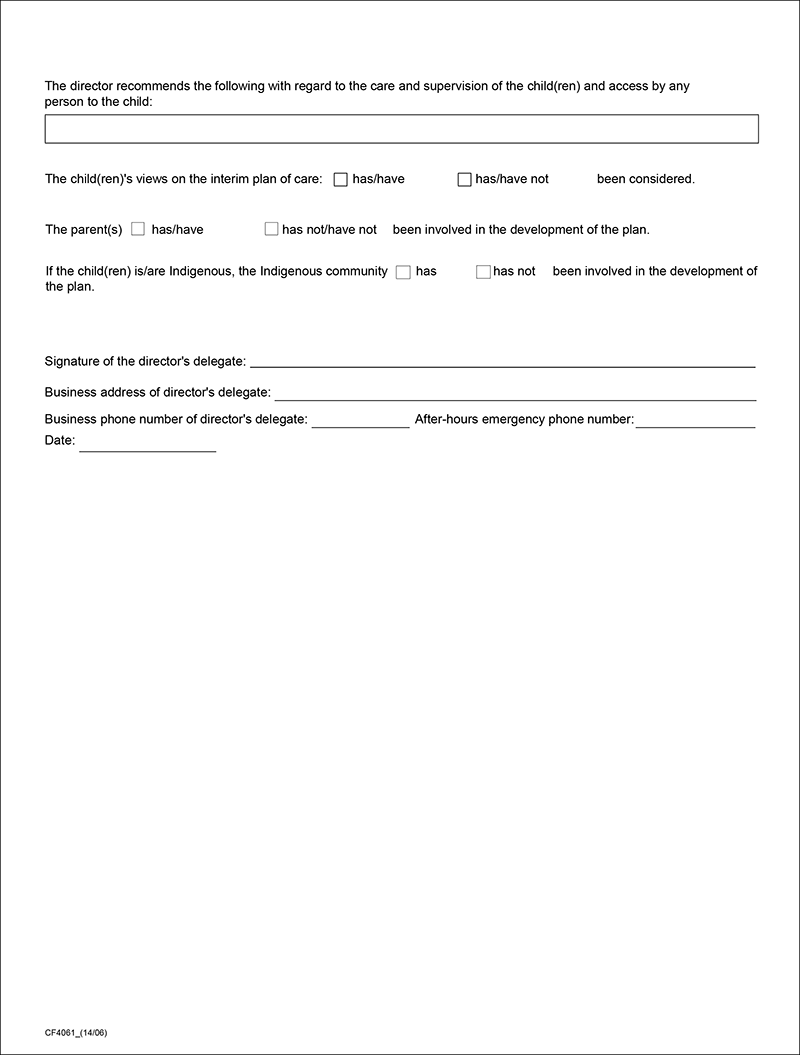 The director recommends the following with regard to the care and supervision of the child(ren) and access by any
person to the child:
The child(ren)'s views on the interim plan of care: has/have has/have not been considered.
The parent(s) has/have has not/have not been involved in the development of the plan.
If the child(ren) is/are Indigenous, the Indigenous community has has not been involved in the development of
the plan.
Signature of the director's delegate:
Business address of director's delegate:
Business phone number of director's delegate: After-hours emergency phone number:
Date:
CF4061_(14/06)